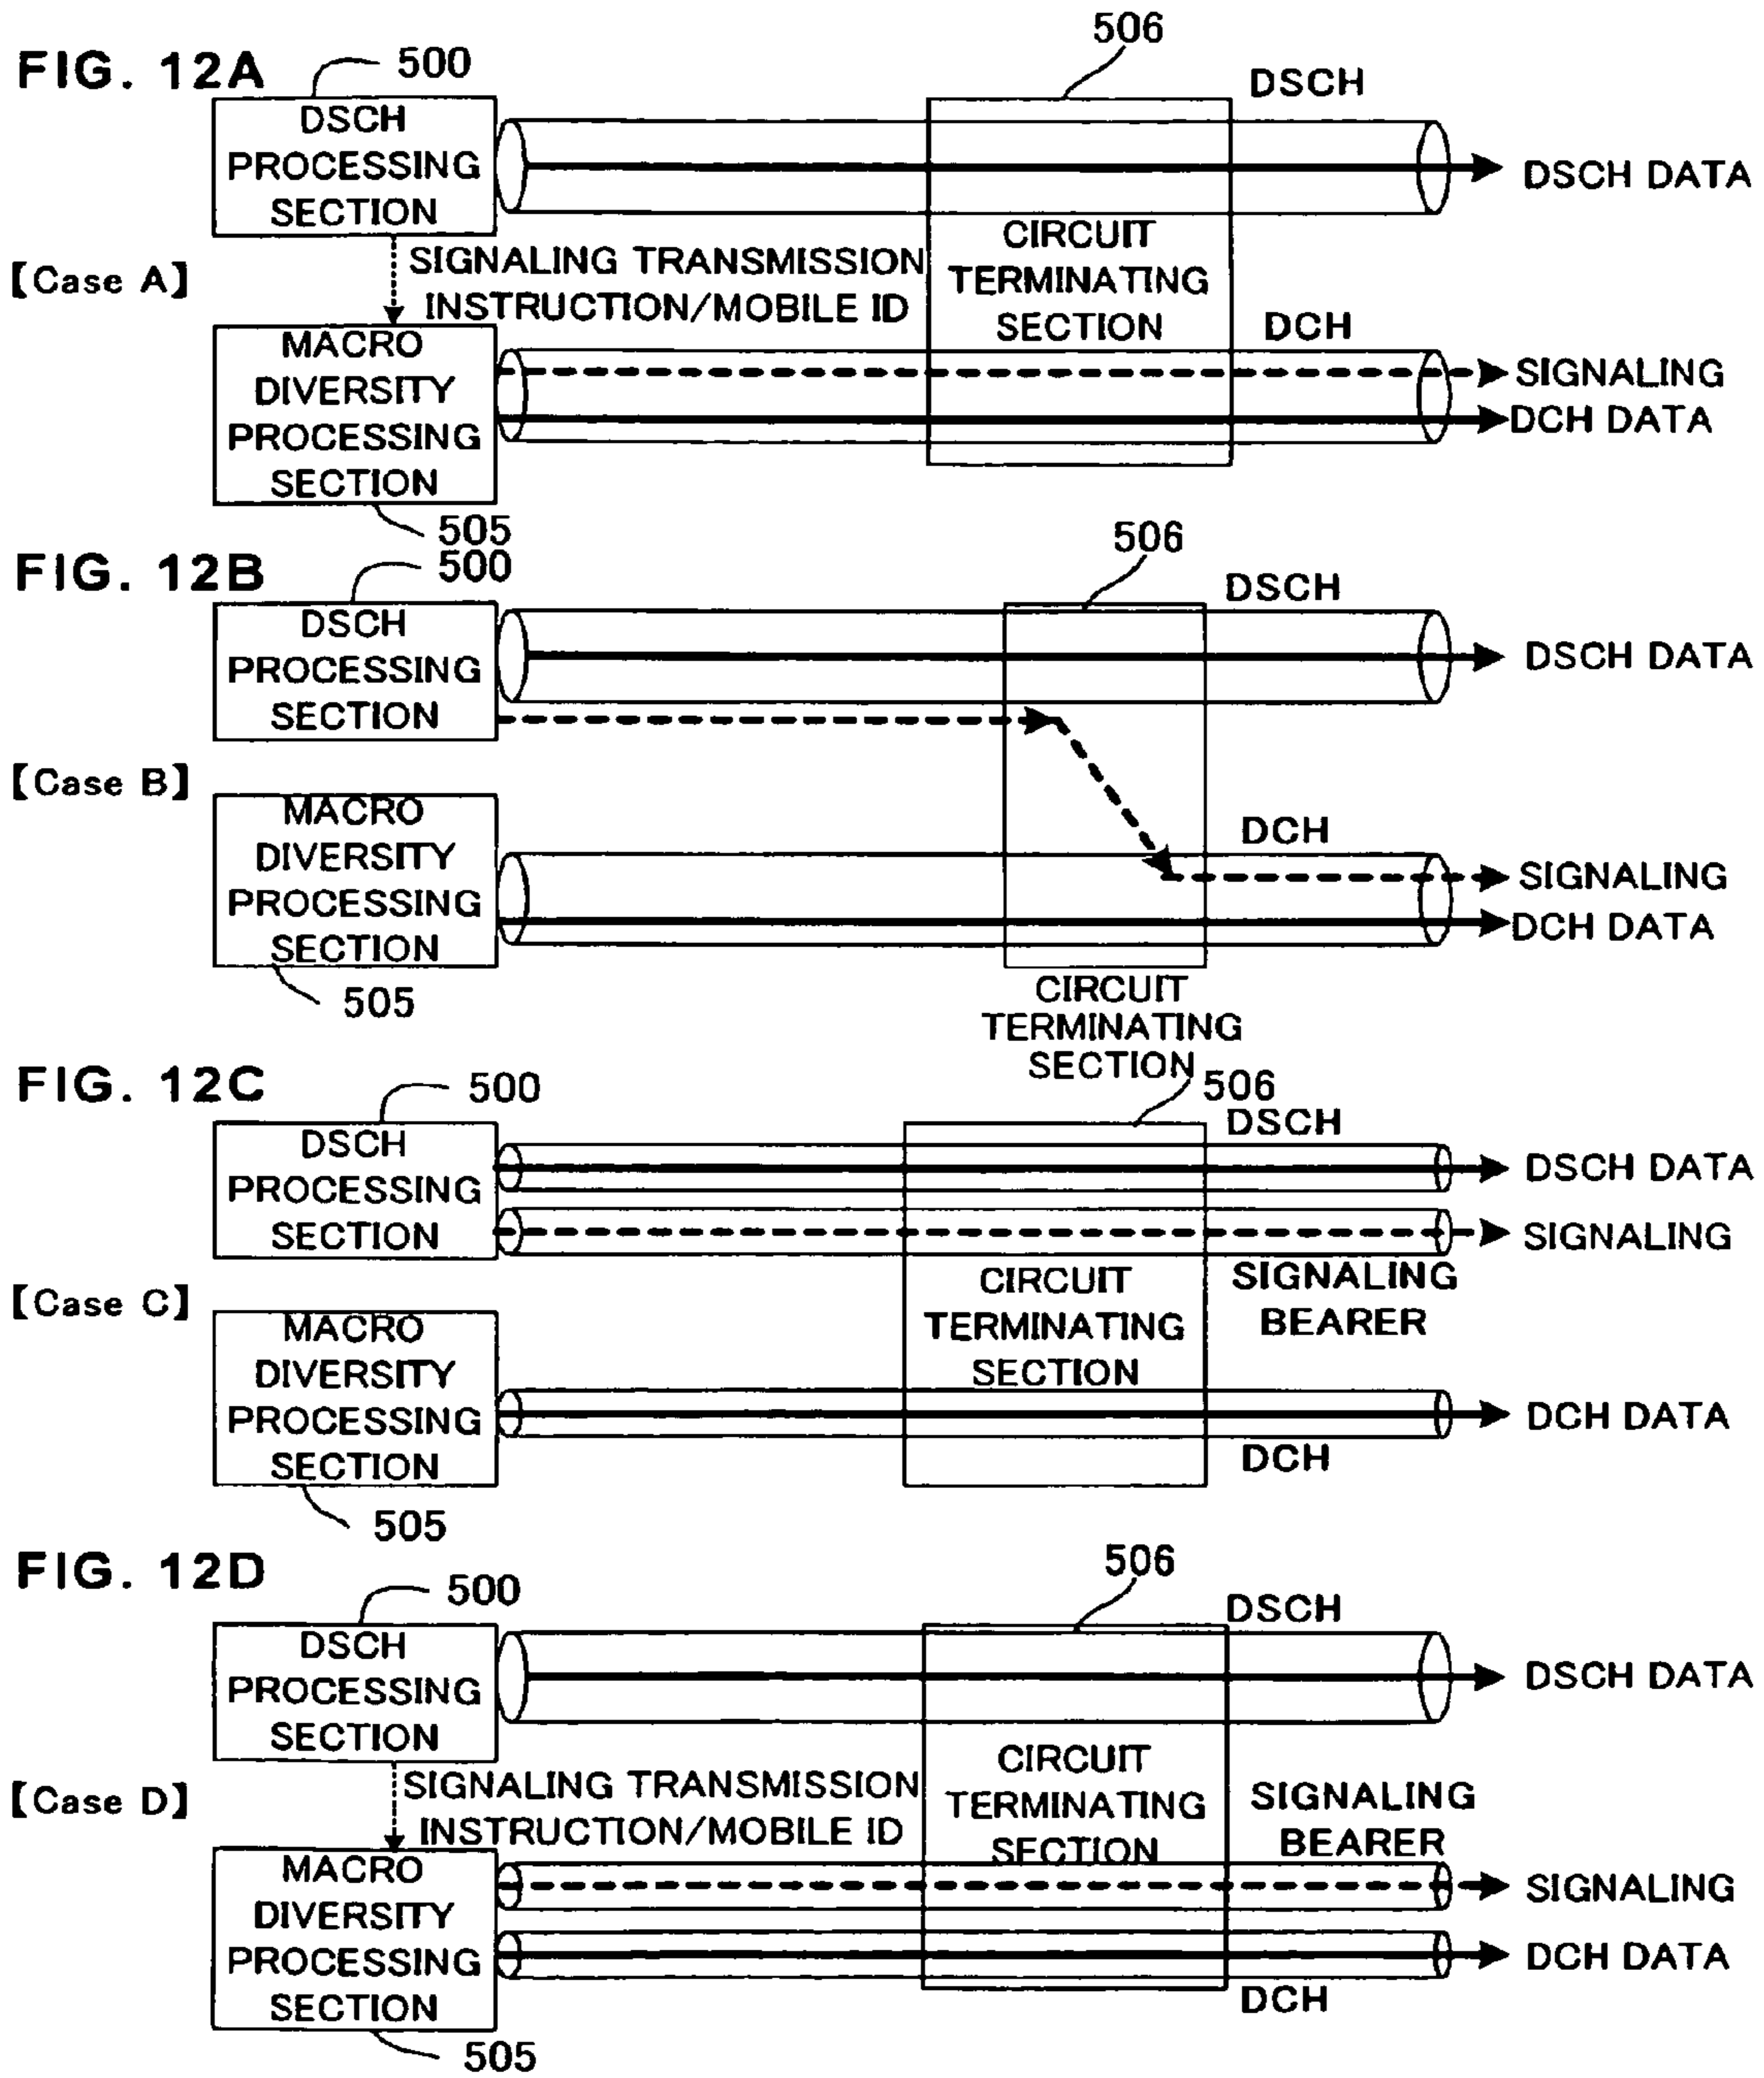 FIG. 12A
500
506
DSCH
DSCH
PROCESSING
SECTION
DSCH DATA
CIRCUIT
TERMINATING
SECTION
【Case A】
SIGNALING TRANSMISSION
INSTRUCTION/MOBILE ID
DCH
MACRO
DIVERSITY
PROCESSING
SECTION
SIGNALING
DCH DATA
505
FIG. 12B
500
506
DSCH
DSCH
PROCESSING
SECTION
DSCH DATA
【Case B】
MACRO
DIVERSITY
PROCESSING
SECTION
DCH
SIGNALING
DCH DATA
505
CIRCUIT
TERMINATING
SECTION
FIG. 12C
500
506
DSCH
DSCH
PROCESSING
SECTION
DSCH DATA
SIGNALING
CIRCUIT
TERMINATING
SECTION
SIGNALING
BEARER
【Case C】
MACRO
DIVERSITY
PROCESSING
SECTION
DCH DATA
DCH
505
FIG. 12D
500
506
DSCH
DSCH
PROCESSING
SECTION
DSCH DATA
CIRCUIT
TERMINATING
SECTION
【Case D】
SIGNALING TRANSMISSION
INSTRUCTION/MOBILE ID
SIGNALING
BEARER
MACRO
DIVERSITY
PROCESSING
SECTION
SIGNALING
DCH DATA
DCH
505